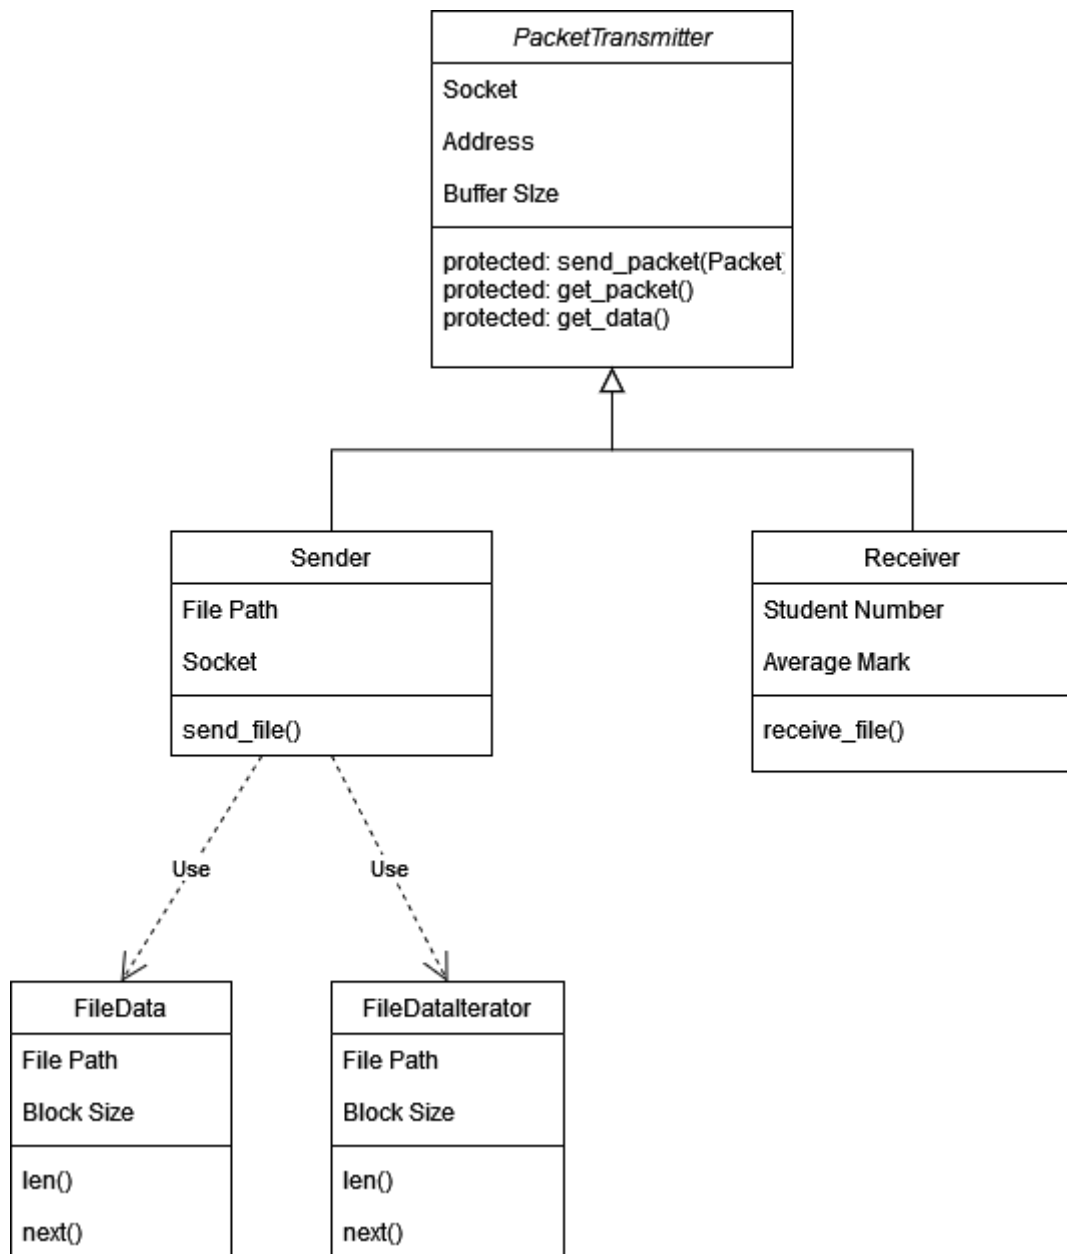 PacketTransmitter
Socket
Address
Buffer SIze
protected: send_packet(Packet)
protected: get_packet()
protected: get_data()
Sender
File Path
Socket
send_file()
Receiver
Student Number
Average Mark
receive_file()
Use
Use
FileData
File Path
Block Size
len()
next()
FileDataIterator
File Path
Block Size
len()
next()